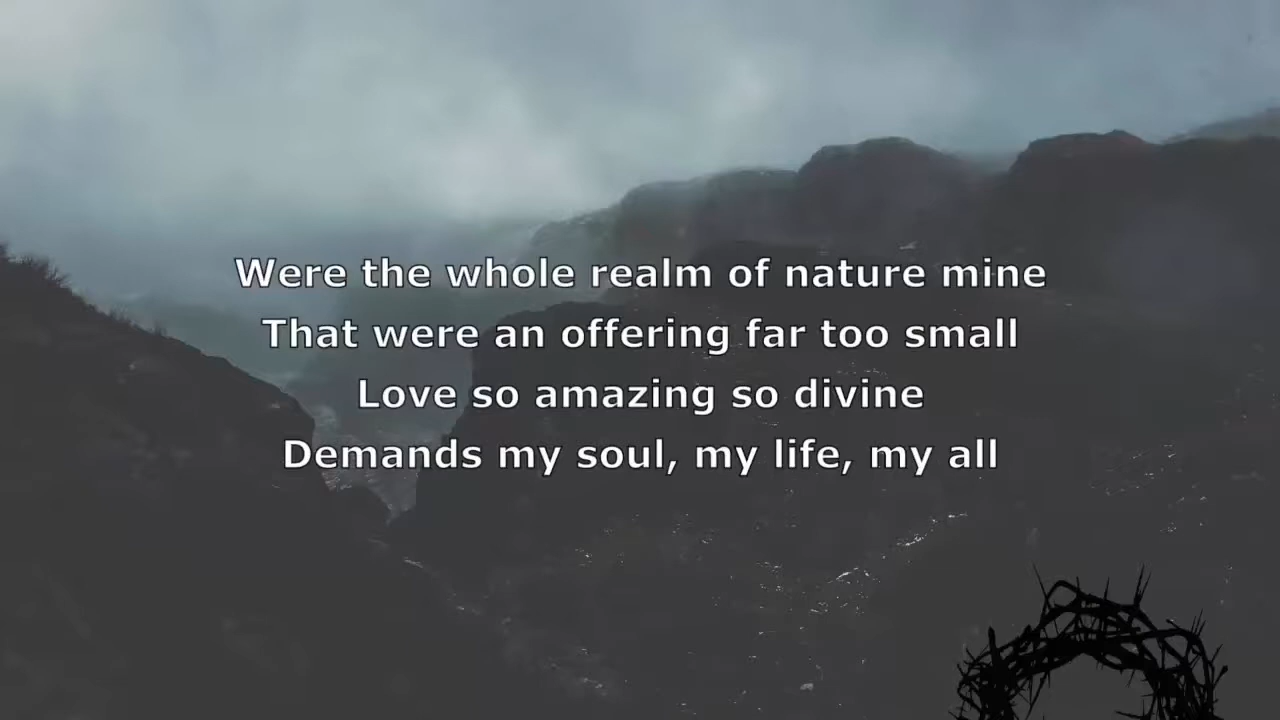 Were the whole realm of nature mine
That were an offering far too small
Love so amazing so divine
Demands my soul, my life, my all